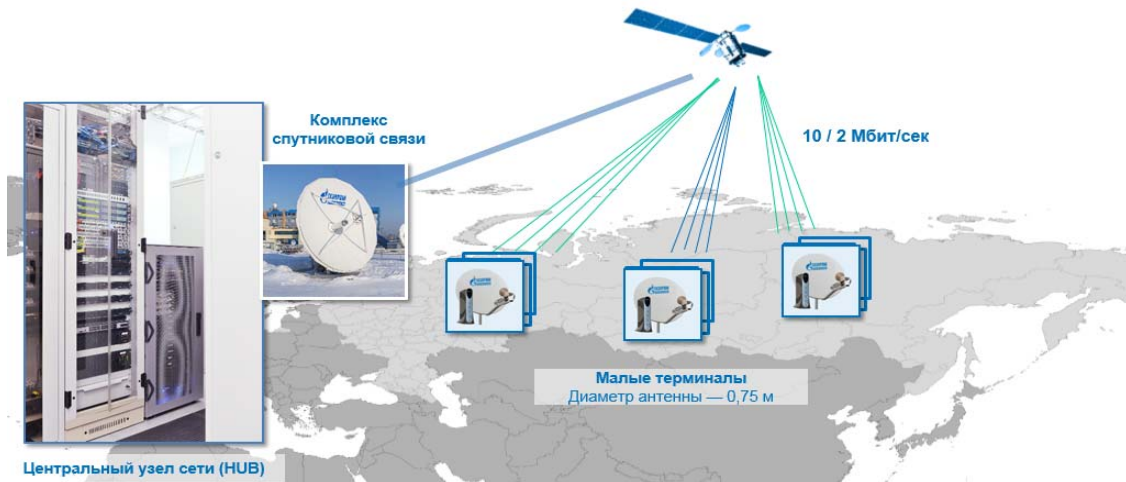 Комплекс
спутниковой связи
10 / 2 Мбит/сек
Малые терминалы
Диаметр антенны — 0,75 м
Центральный узел сети (HUB)